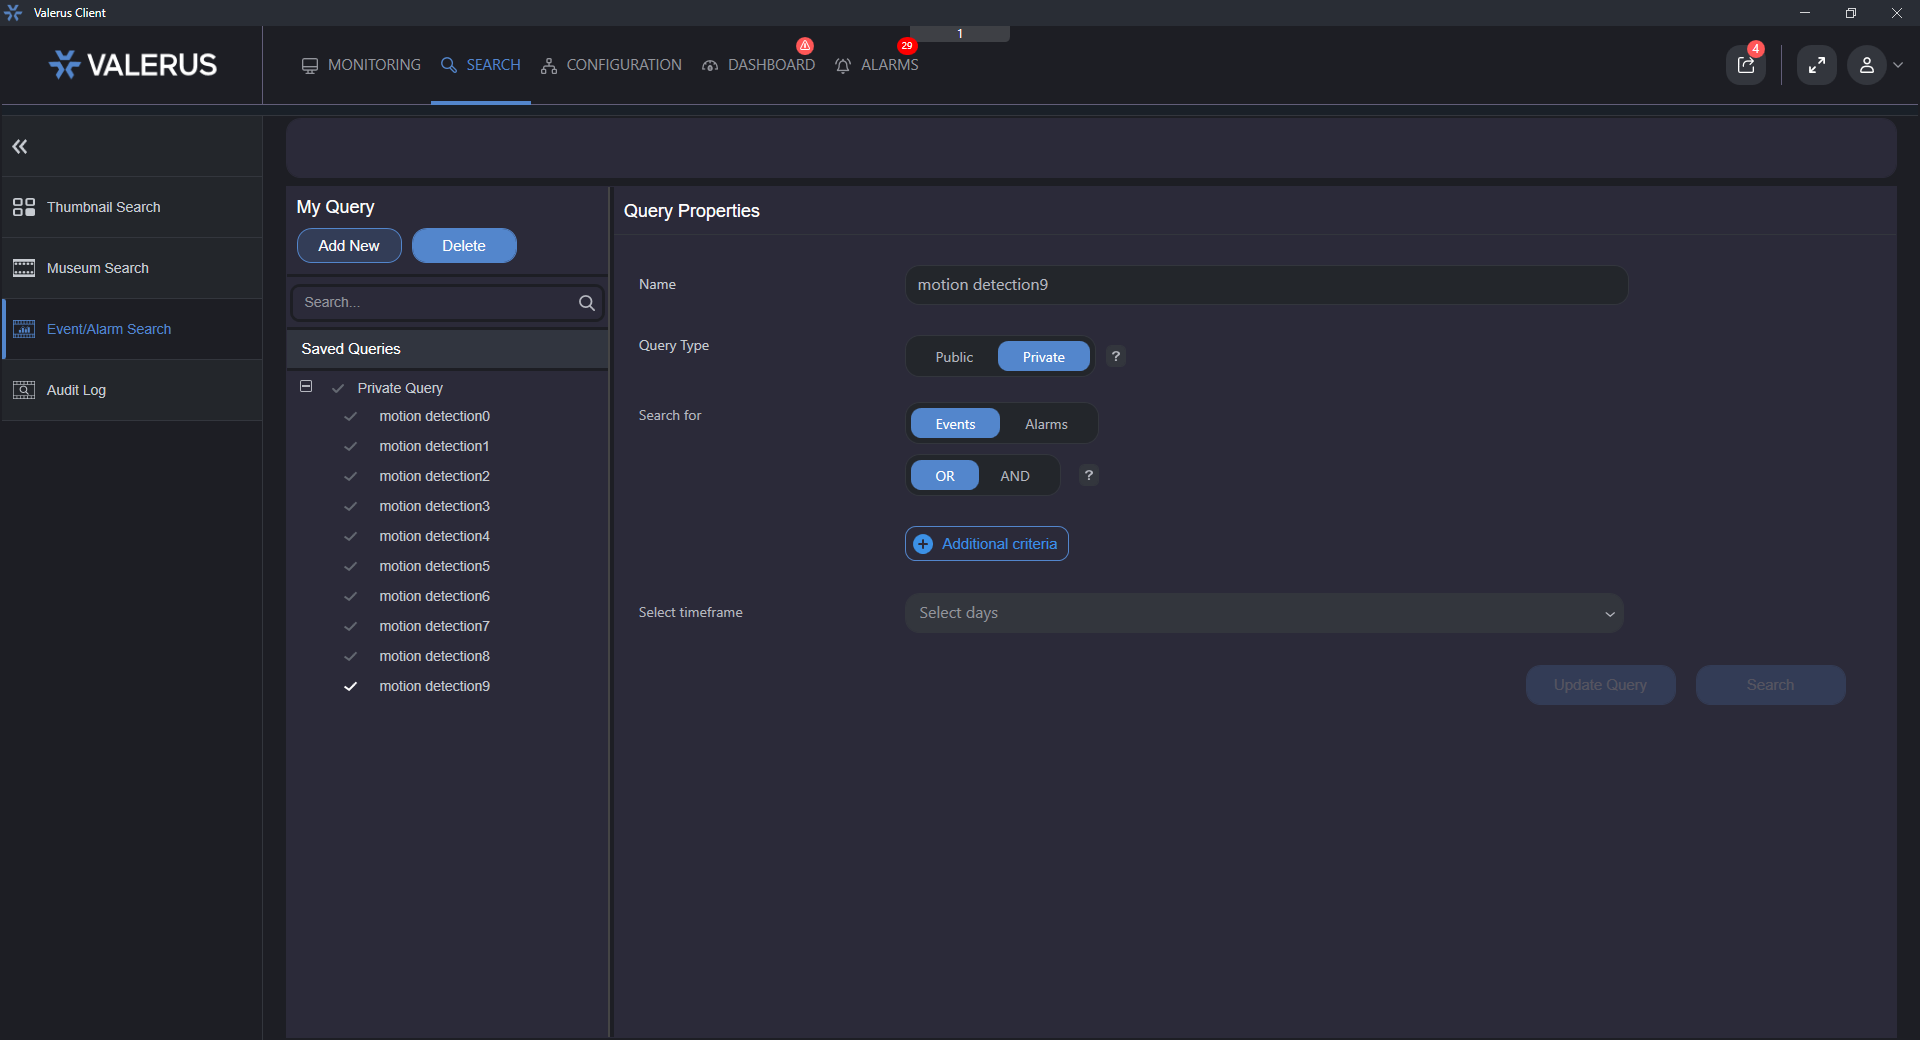 Valerus Client
1
VALERUS
MONITORING
SEARCH
CONFIGURATION
DASHBOARD
29
ALARMS
4
Thumbnail Search
Museum Search
Event/Alarm Search
Audit Log
My Query
Add New
Delete
Search...
Saved Queries
Private Query
motion detection0
motion detection1
motion detection2
motion detection3
motion detection4
motion detection5
motion detection6
motion detection7
motion detection8
motion detection9
Query Properties
Name
motion detection9
Query Type
Public
Private
?
Search for
Events
Alarms
OR
AND
?
Additional criteria
Select timeframe
Select days
Update Query
Search